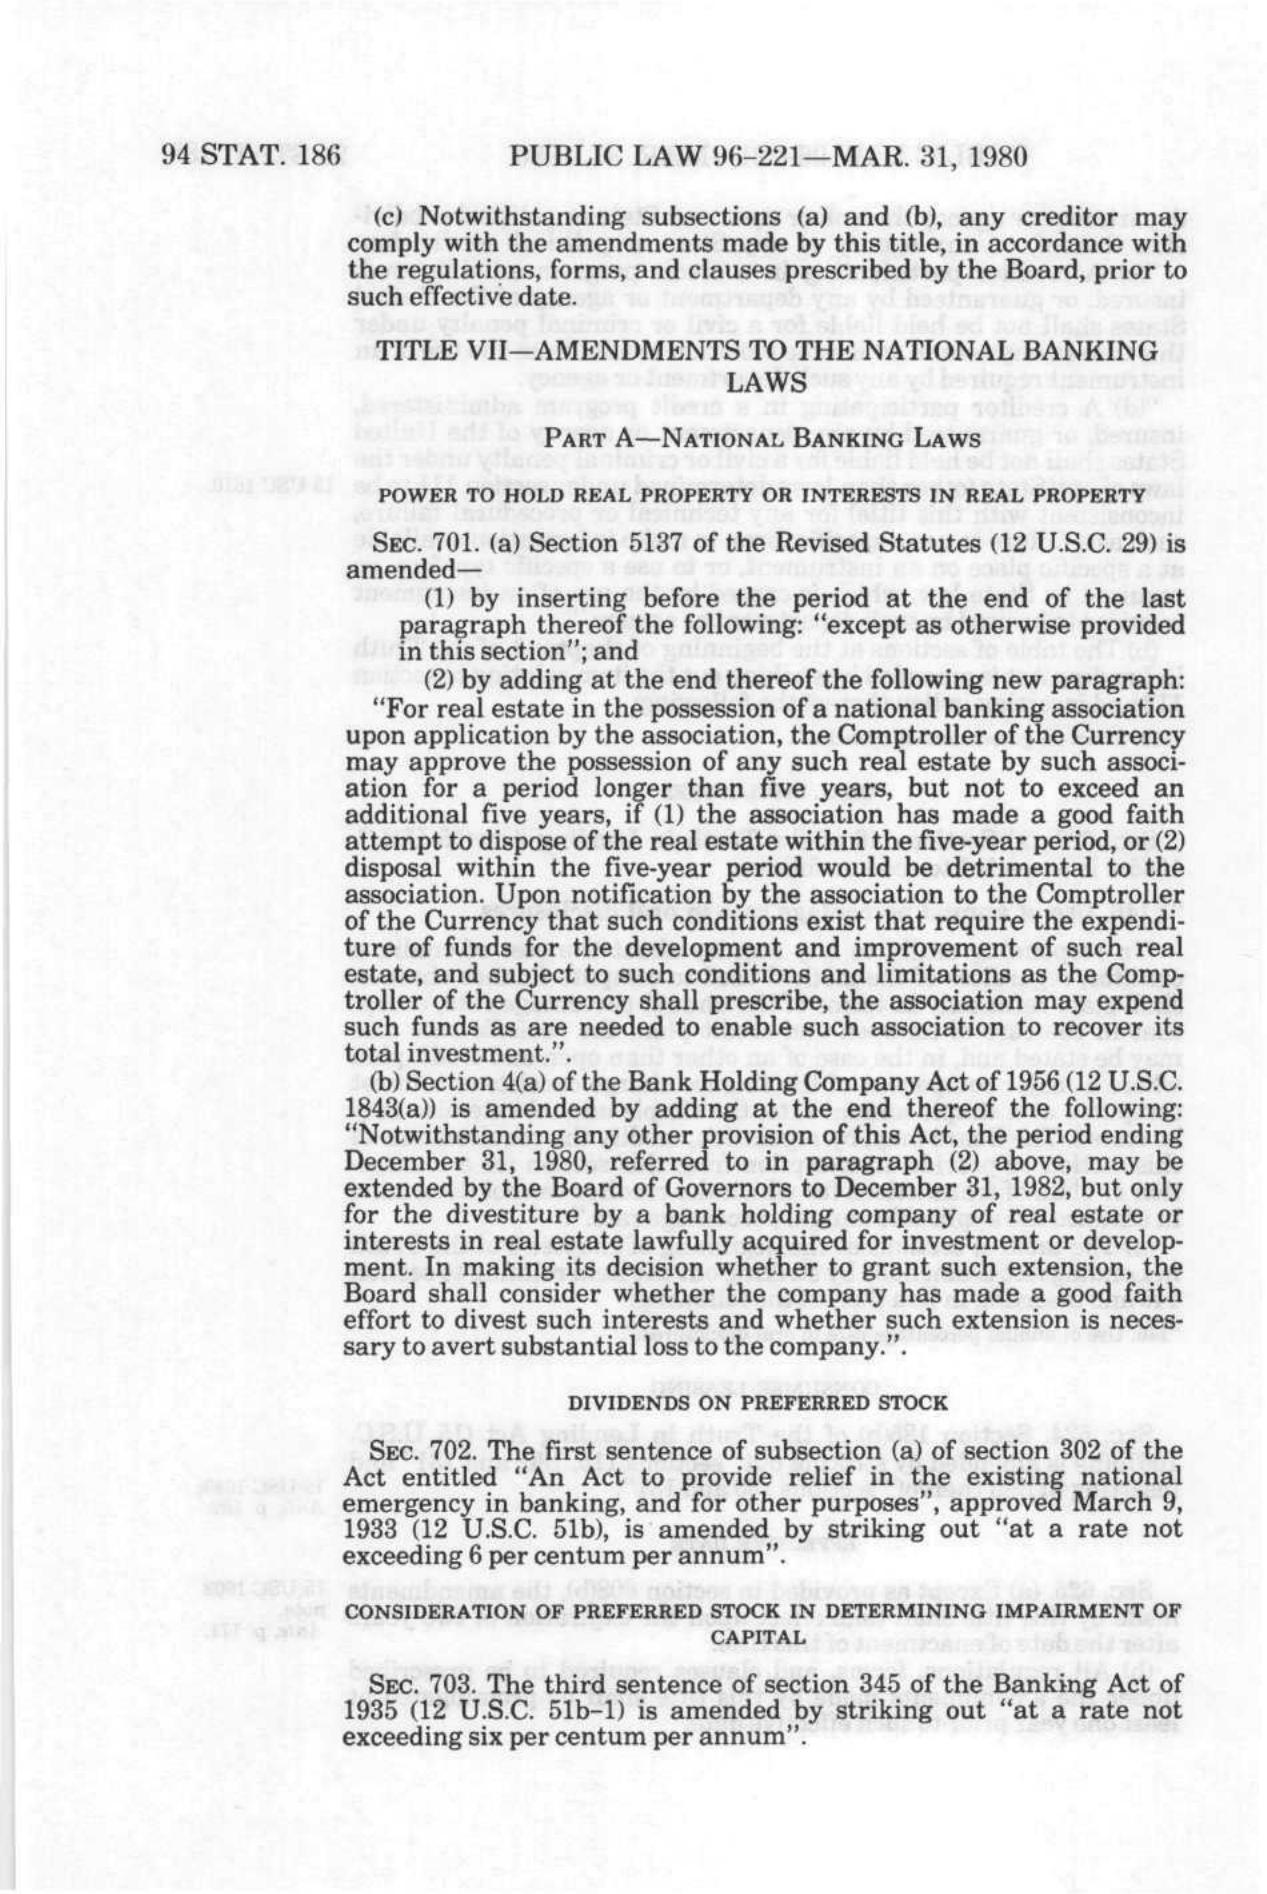 94 STAT. 186
PUBLIC LAW 96–221—MAR. 31, 1980
(c) Notwithstanding subsections (a) and (b), any creditor may
comply with the amendments made by this title, in accordance with
the regulations, forms, and clauses prescribed by the Board, prior to
such effective date.
TITLE VII—AMENDMENTS TO THE NATIONAL BANKING
LAWS
PART A—NATIONAL BANKING LAWS
POWER TO HOLD REAL PROPERTY OR INTERESTS IN REAL PROPERTY
SEC. 701. (a) Section 5137 of the Revised Statutes (12 U.S.C. 29) is
amended—
(1) by inserting before the period at the end of the last
paragraph thereof the following: “except as otherwise provided
in this section”; and
(2) by adding at the end thereof the following new paragraph:
“For real estate in the possession of a national banking association
upon application by the association, the Comptroller of the Currency
may approve the possession of any such real estate by such associ-
ation for a period longer than five years, but not to exceed an
additional five years, if (1) the association has made a good faith
attempt to dispose of the real estate within the five-year period, or (2)
disposal within the five-year period would be detrimental to the
association. Upon notification by the association to the Comptroller
of the Currency that such conditions exist that require the expendi-
ture of funds for the development and improvement of such real
estate, and subject to such conditions and limitations as the Comp-
troller of the Currency shall prescribe, the association may expend
such funds as are needed to enable such association to recover its
total investment.”.
(b) Section 4(a) of the Bank Holding Company Act of 1956 (12 U.S.C.
1843(a)) is amended by adding at the end thereof the following:
“Notwithstanding any other provision of this Act, the period ending
December 31, 1980, referred to in paragraph (2) above, may be
extended by the Board of Governors to December 31, 1982, but only
for the divestiture by a bank holding company of real estate or
interests in real estate lawfully acquired for investment or develop-
ment. In making its decision whether to grant such extension, the
Board shall consider whether the company has made a good faith
effort to divest such interests and whether such extension is neces-
sary to avert substantial loss to the company.”.
DIVIDENDS ON PREFERRED STOCK
SEC. 702. The first sentence of subsection (a) of section 302 of the
Act entitled “An Act to provide relief in the existing national
emergency in banking, and for other purposes”, approved March 9,
1933 (12 U.S.C. 51b), is amended by striking out “at a rate not
exceeding 6 per centum per annum”.
CONSIDERATION OF PREFERRED STOCK IN DETERMINING IMPAIRMENT OF
CAPITAL
SEC. 703. The third sentence of section 345 of the Banking Act of
1935 (12 U.S.C. 51b–1) is amended by striking out “at a rate not
exceeding six per centum per annum”.